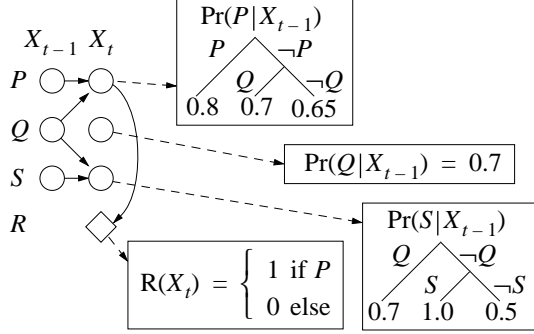 X_{t−1} X_t
P
Q
S
R
Pr(P|X_{t−1})
P ¬P
Q ¬Q
0.8 0.7 0.65
Pr(Q|X_{t−1}) = 0.7
Pr(S|X_{t−1})
Q ¬Q
S ¬S
0.7 1.0 0.5
R(X_t) = { 1 if P
0 else